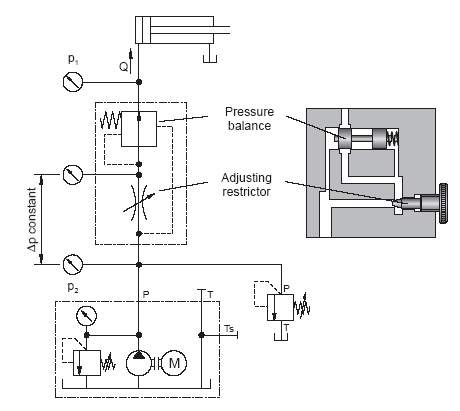 p1
Q
Pressure
balance
Adjusting
restrictor
Δp constant
p2
P
T
Ts
P
T
M